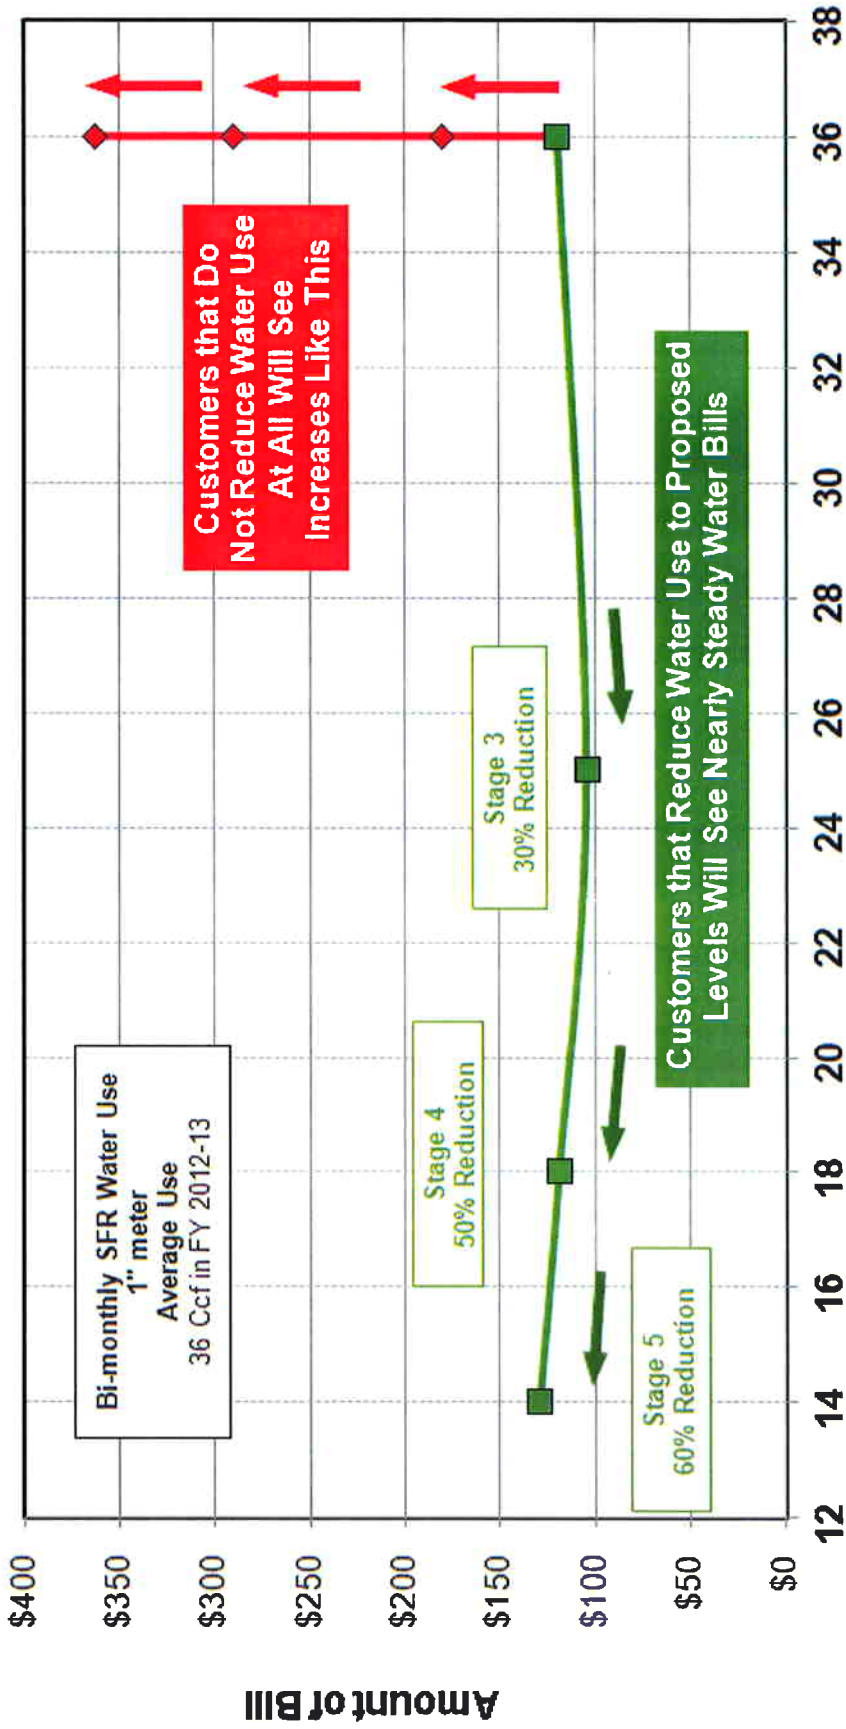 Amount of Bill
$400
$350
$300
$250
$200
$150
$100
$50
$0
Bi-monthly SFR Water Use
1" meter
Average Use
36 Ccf in FY 2012-13
Customers that Do
Not Reduce Water Use
At All Will See
Increases Like This
Stage 4
50% Reduction
Stage 3
30% Reduction
Stage 5
60% Reduction
Customers that Reduce Water Use to Proposed
Levels Will See Nearly Steady Water Bills
12
14
16
18
20
22
24
26
28
30
32
34
36
38